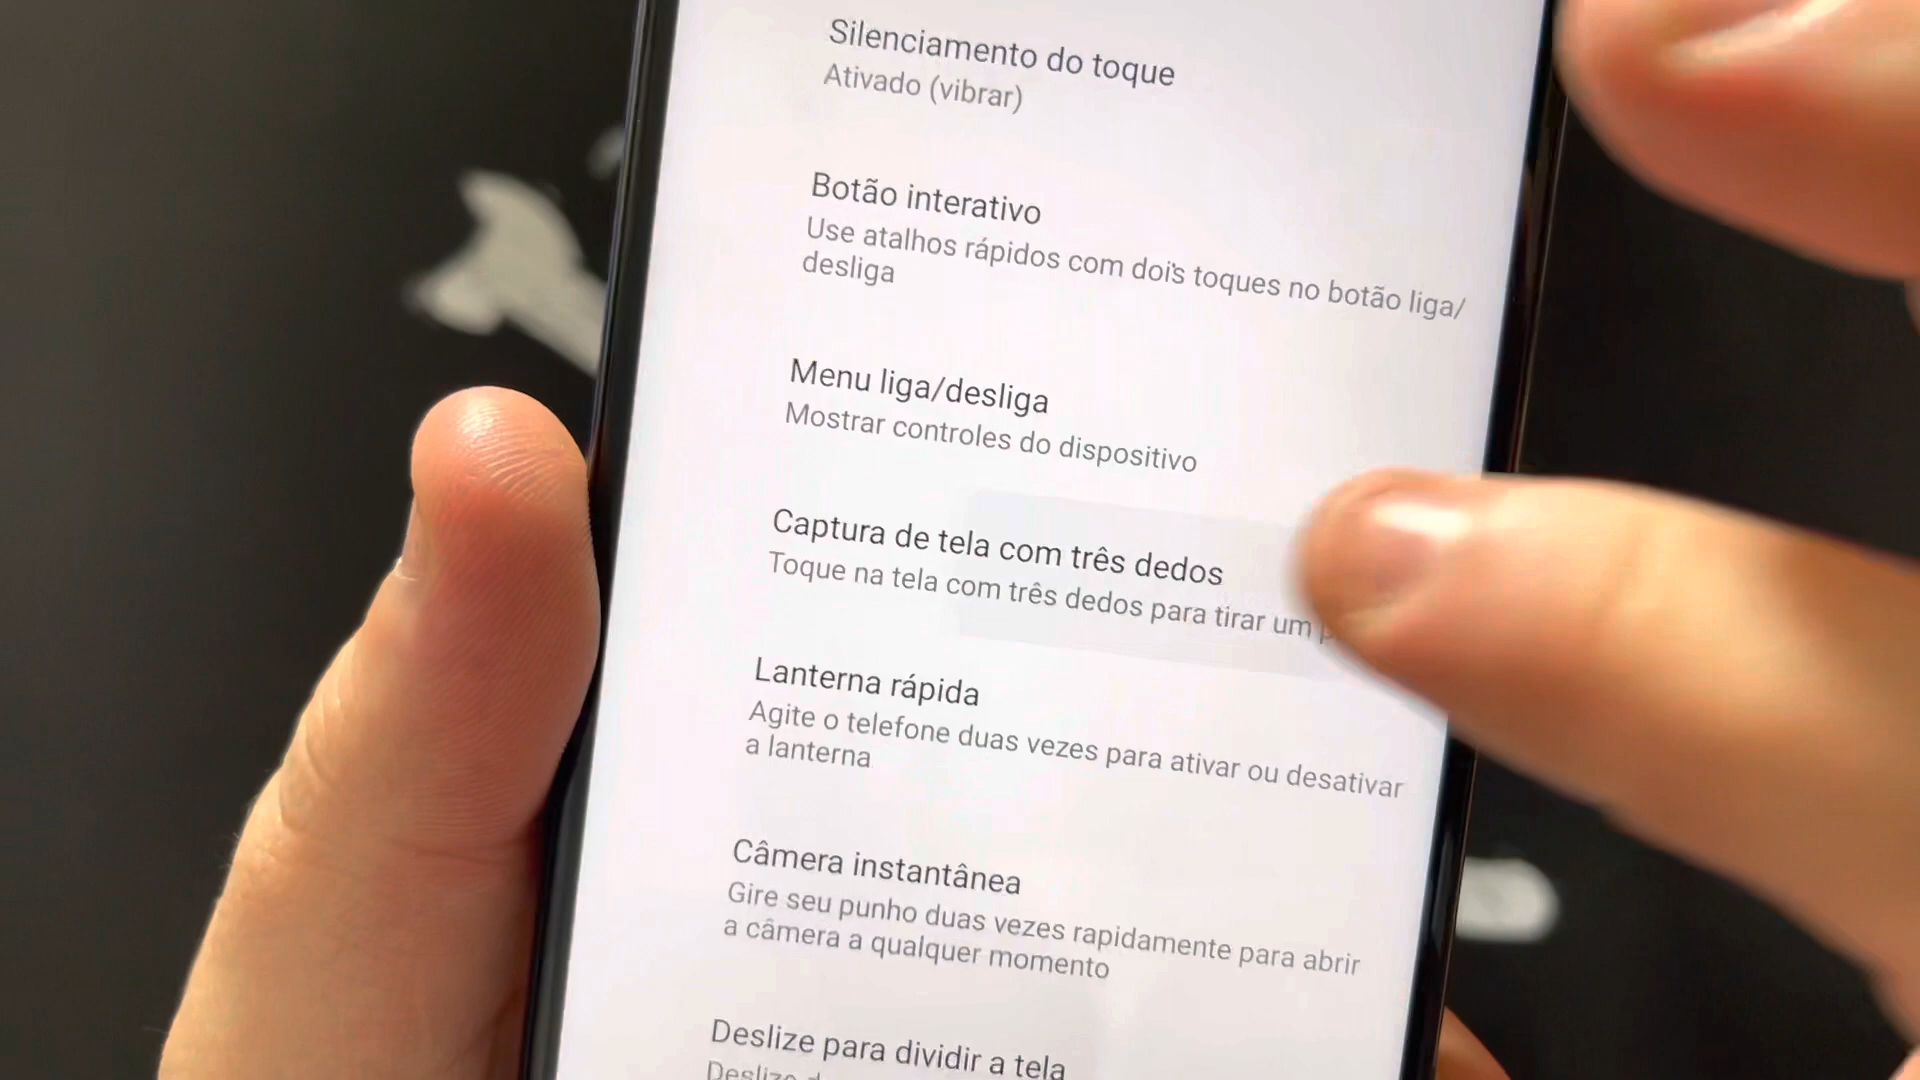 Silenciamento do toque
Ativado (vibrar)
Botão interativo
Use atalhos rápidos com dois toques no botão liga/
desliga
Menu liga/desliga
Mostrar controles do dispositivo
Captura de tela com três dedos
Toque na tela com três dedos para tirar um
Lanterna rápida
Agite o telefone duas vezes para ativar ou desativar
a lanterna
Câmera instantânea
Gire seu punho duas vezes rapidamente para abrir
a câmera a qualquer momento
Deslize para dividir a tela
Deslize